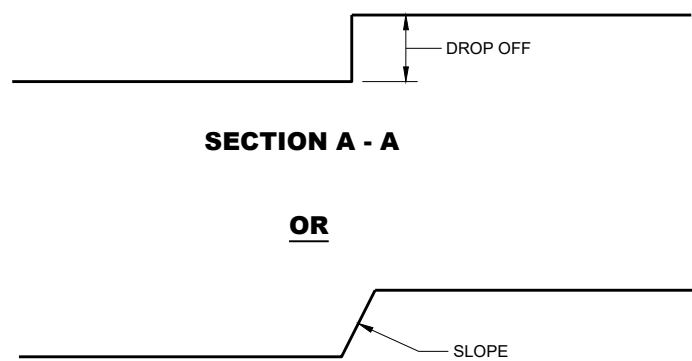 DROP OFF
SECTION A - A
OR
SLOPE